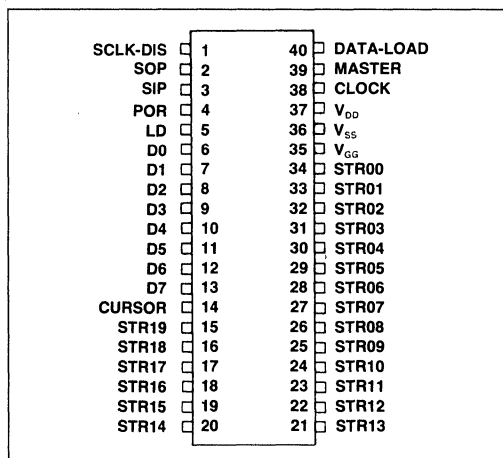 SCLK-DIS 1 40 DATA-LOAD
SOP 2 39 MASTER
SIP 3 38 CLOCK
POR 4 37 VDD
LD 5 36 VSS
D0 6 35 VGG
D1 7 34 STR00
D2 8 33 STR01
D3 9 32 STR02
D4 10 31 STR03
D5 11 30 STR04
D6 12 29 STR05
D7 13 28 STR06
CURSOR 14 27 STR07
STR19 15 26 STR08
STR18 16 25 STR09
STR17 17 24 STR10
STR16 18 23 STR11
STR15 19 22 STR12
STR14 20 21 STR13